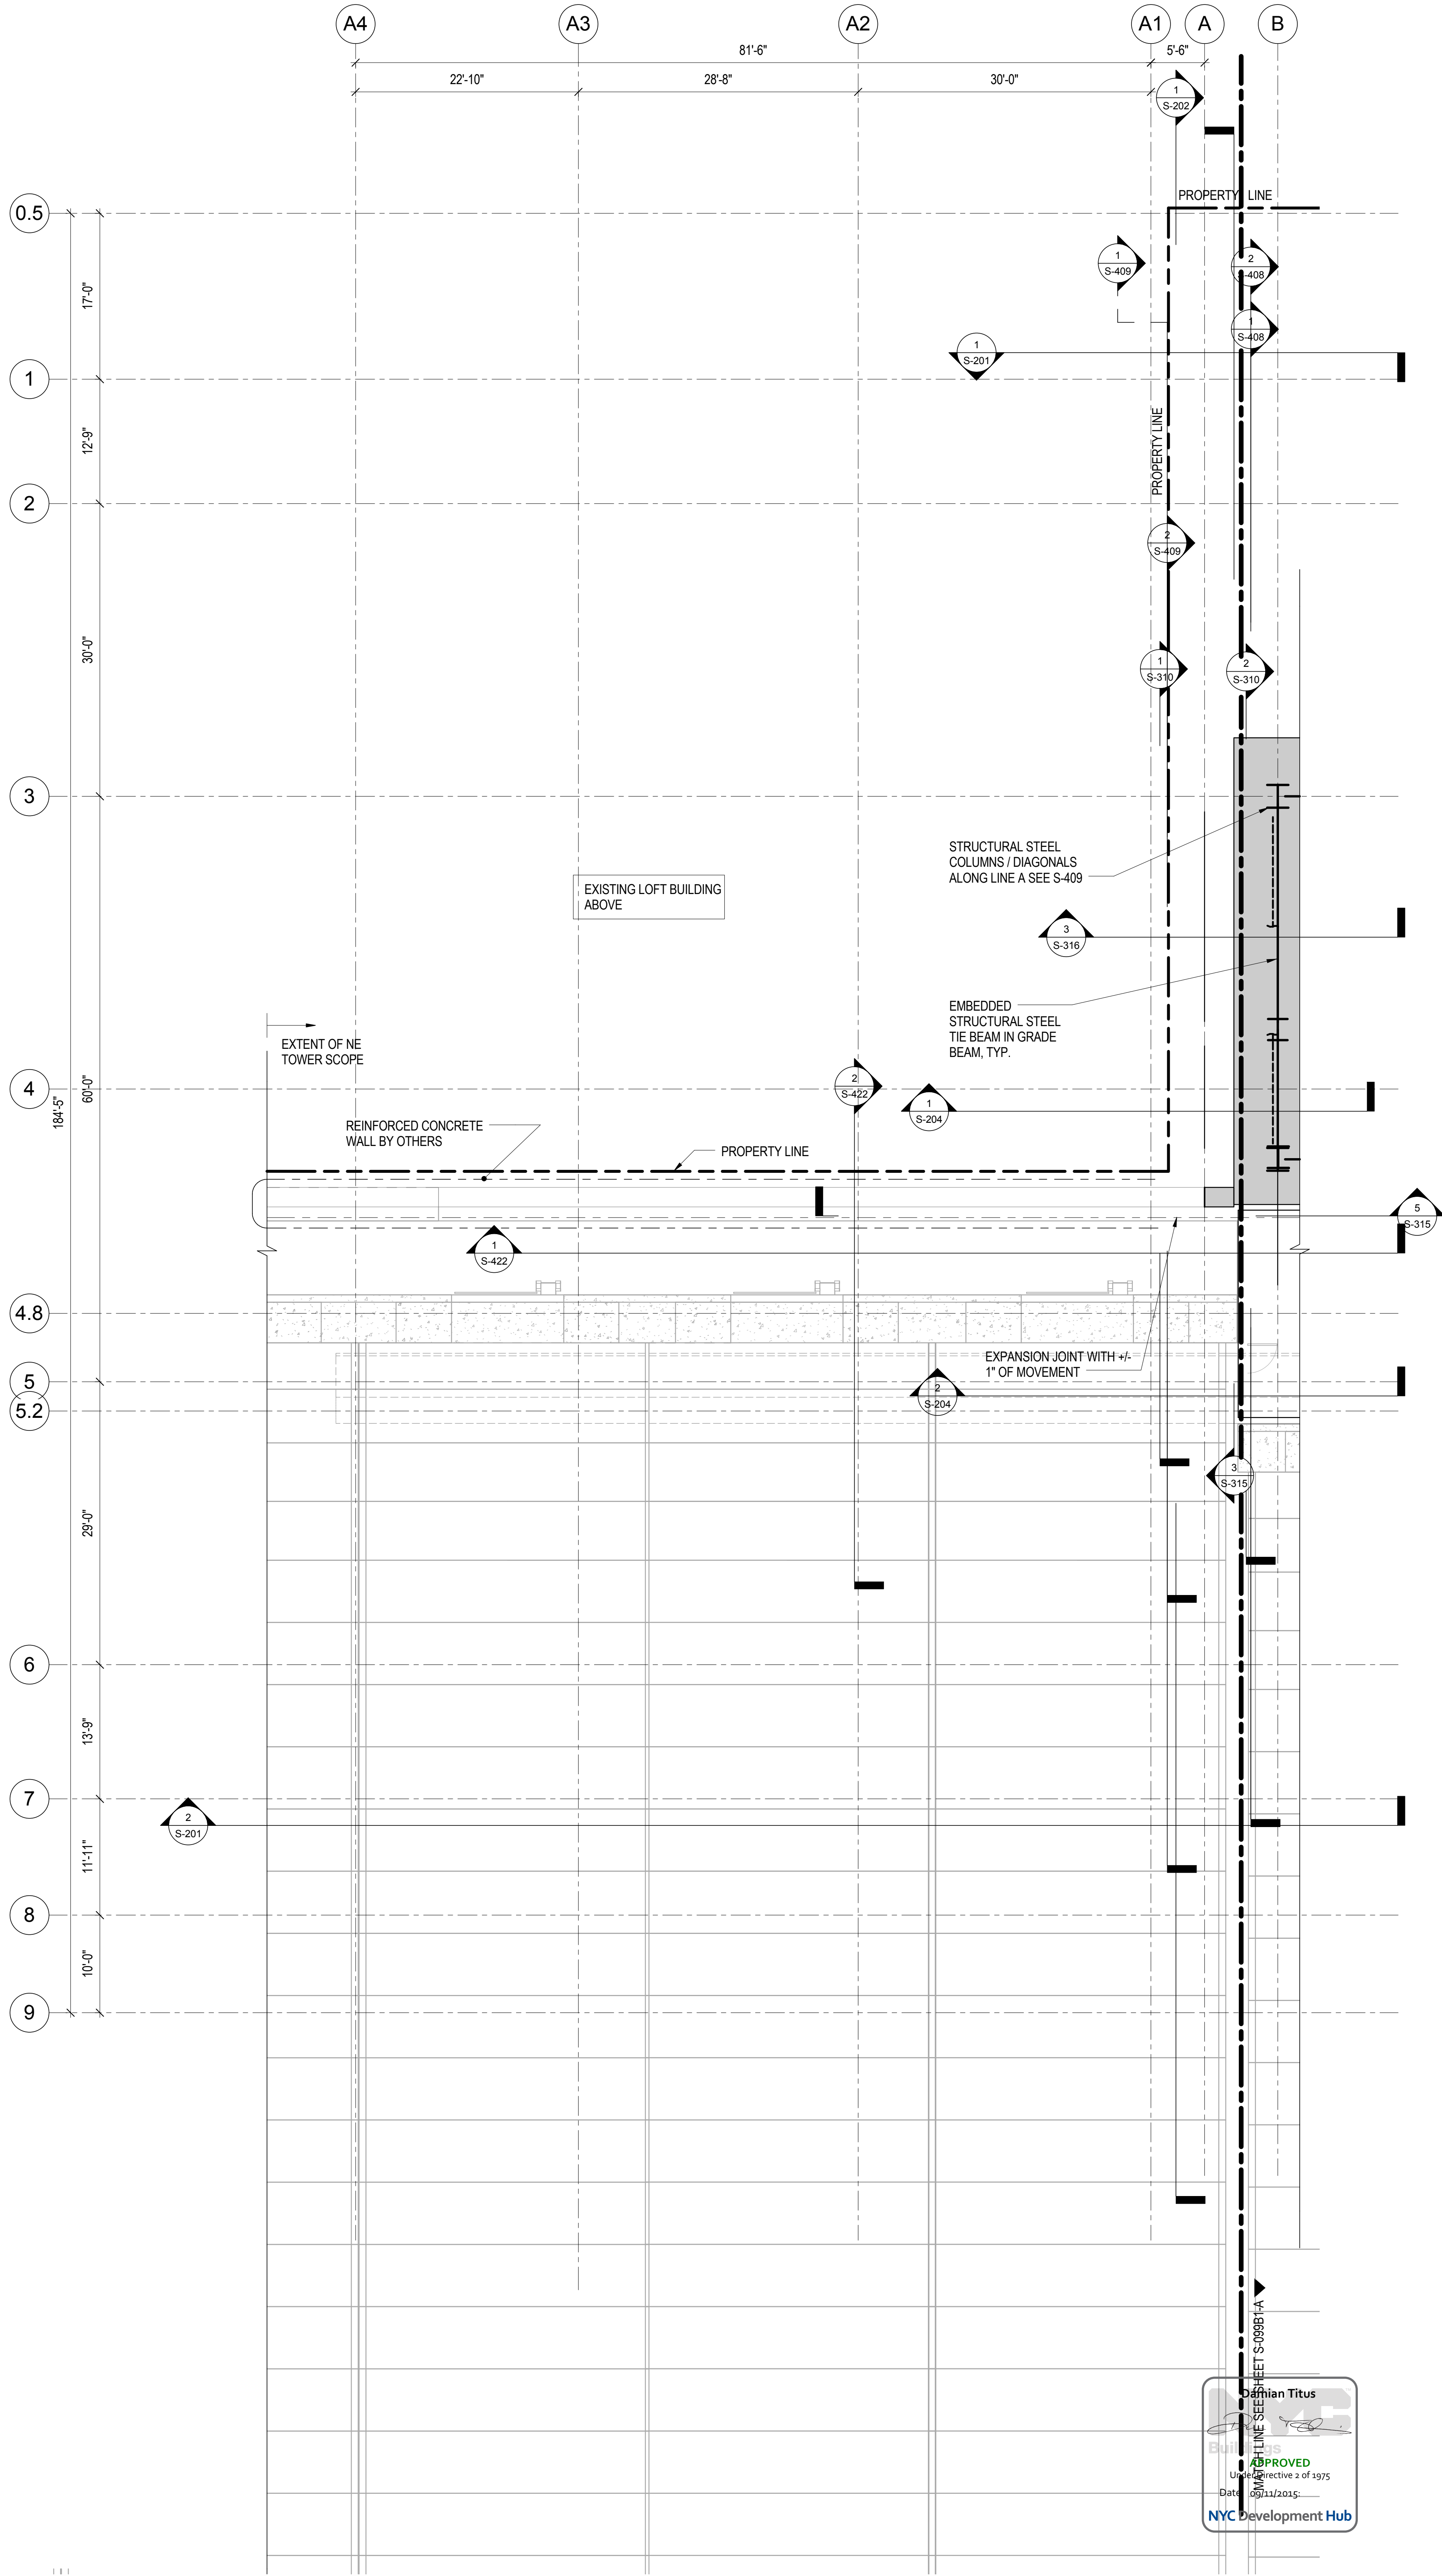 A4
A3
A2
A1
A
B
81'-6"
5'-6"
22'-10"
28'-8"
30'-0"
1
S-202
PROPERTY LINE
0.5
1
S-409
2
S-408
17'-0"
1
S-408
1
S-201
1
PROPERTY LINE
12'-9"
2
2
S-409
30'-0"
1
S-310
2
S-310
3
STRUCTURAL STEEL
COLUMNS / DIAGONALS
ALONG LINE A SEE S-409
EXISTING LOFT BUILDING
ABOVE
3
S-316
EMBEDDED
STRUCTURAL STEEL
TIE BEAM IN GRADE
BEAM, TYP.
EXTENT OF NE
TOWER SCOPE
4
60'-0"
184'-5"
2
S-422
1
S-204
REINFORCED CONCRETE
WALL BY OTHERS
PROPERTY LINE
5
S-315
1
S-422
4.8
EXPANSION JOINT WITH +/-
1" OF MOVEMENT
5
5.2
2
S-204
3
S-315
29'-0"
6
13'-9"
7
2
S-201
11'-11"
8
10'-0"
9
MATCH LINE SEE SHEET S-099B1-A
Damian Titus
NYC
Buildings
APPROVED
Under Directive 2 of 1975
Date: 09/11/2015:
NYC Development Hub